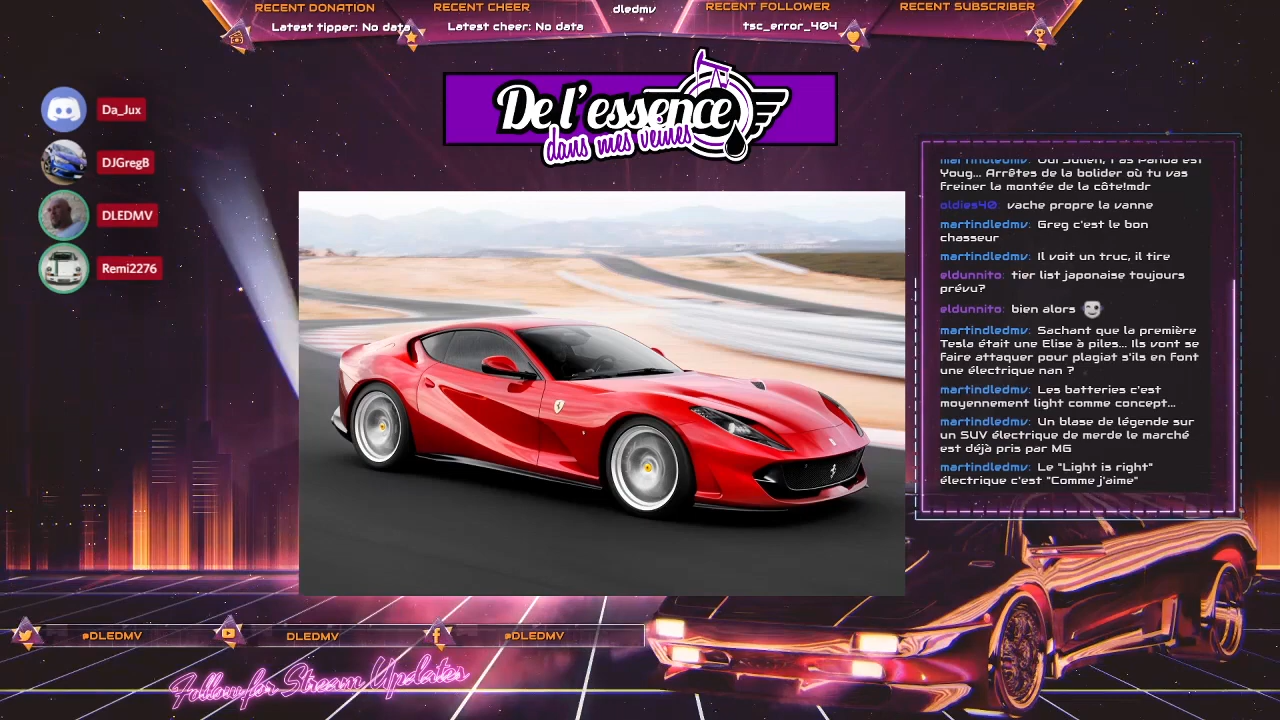 RECENT DONATION
RECENT CHEER
dledmv
RECENT FOLLOWER
RECENT SUBSCRIBER
Latest tipper: No data
Latest cheer: No data
tsc_error_404
De l'essence
dans mes veines
Da_Jux
DJGregB
DLEDMV
Remi2276
martindledmv: Oui Julien, t'as Panda est
Youg... Arrêtes de la bolider où tu vas
freiner la montée de la côte!mdr
oldies40: vache propre la vanne
martindledmv: Greg c'est le bon
chasseur
martindledmv: Il voit un truc, il tire
eldunnito: tier list japonaise toujours
prévu?
eldunnito: bien alors
martindledmv: Sachant que la première
Tesla était une Elise à piles... Ils vont se
faire attaquer pour plagiat s'ils en font
une électrique nan ?
martindledmv: Les batteries c'est
moyennement light comme concept...
martindledmv: Un blase de légende sur
un SUV électrique de merde le marché
est déjà pris par MG
martindledmv: Le "Light is right"
électrique c'est "Comme j'aime"
@DLEDMV
DLEDMV
@DLEDMV
Follow for Stream Updates